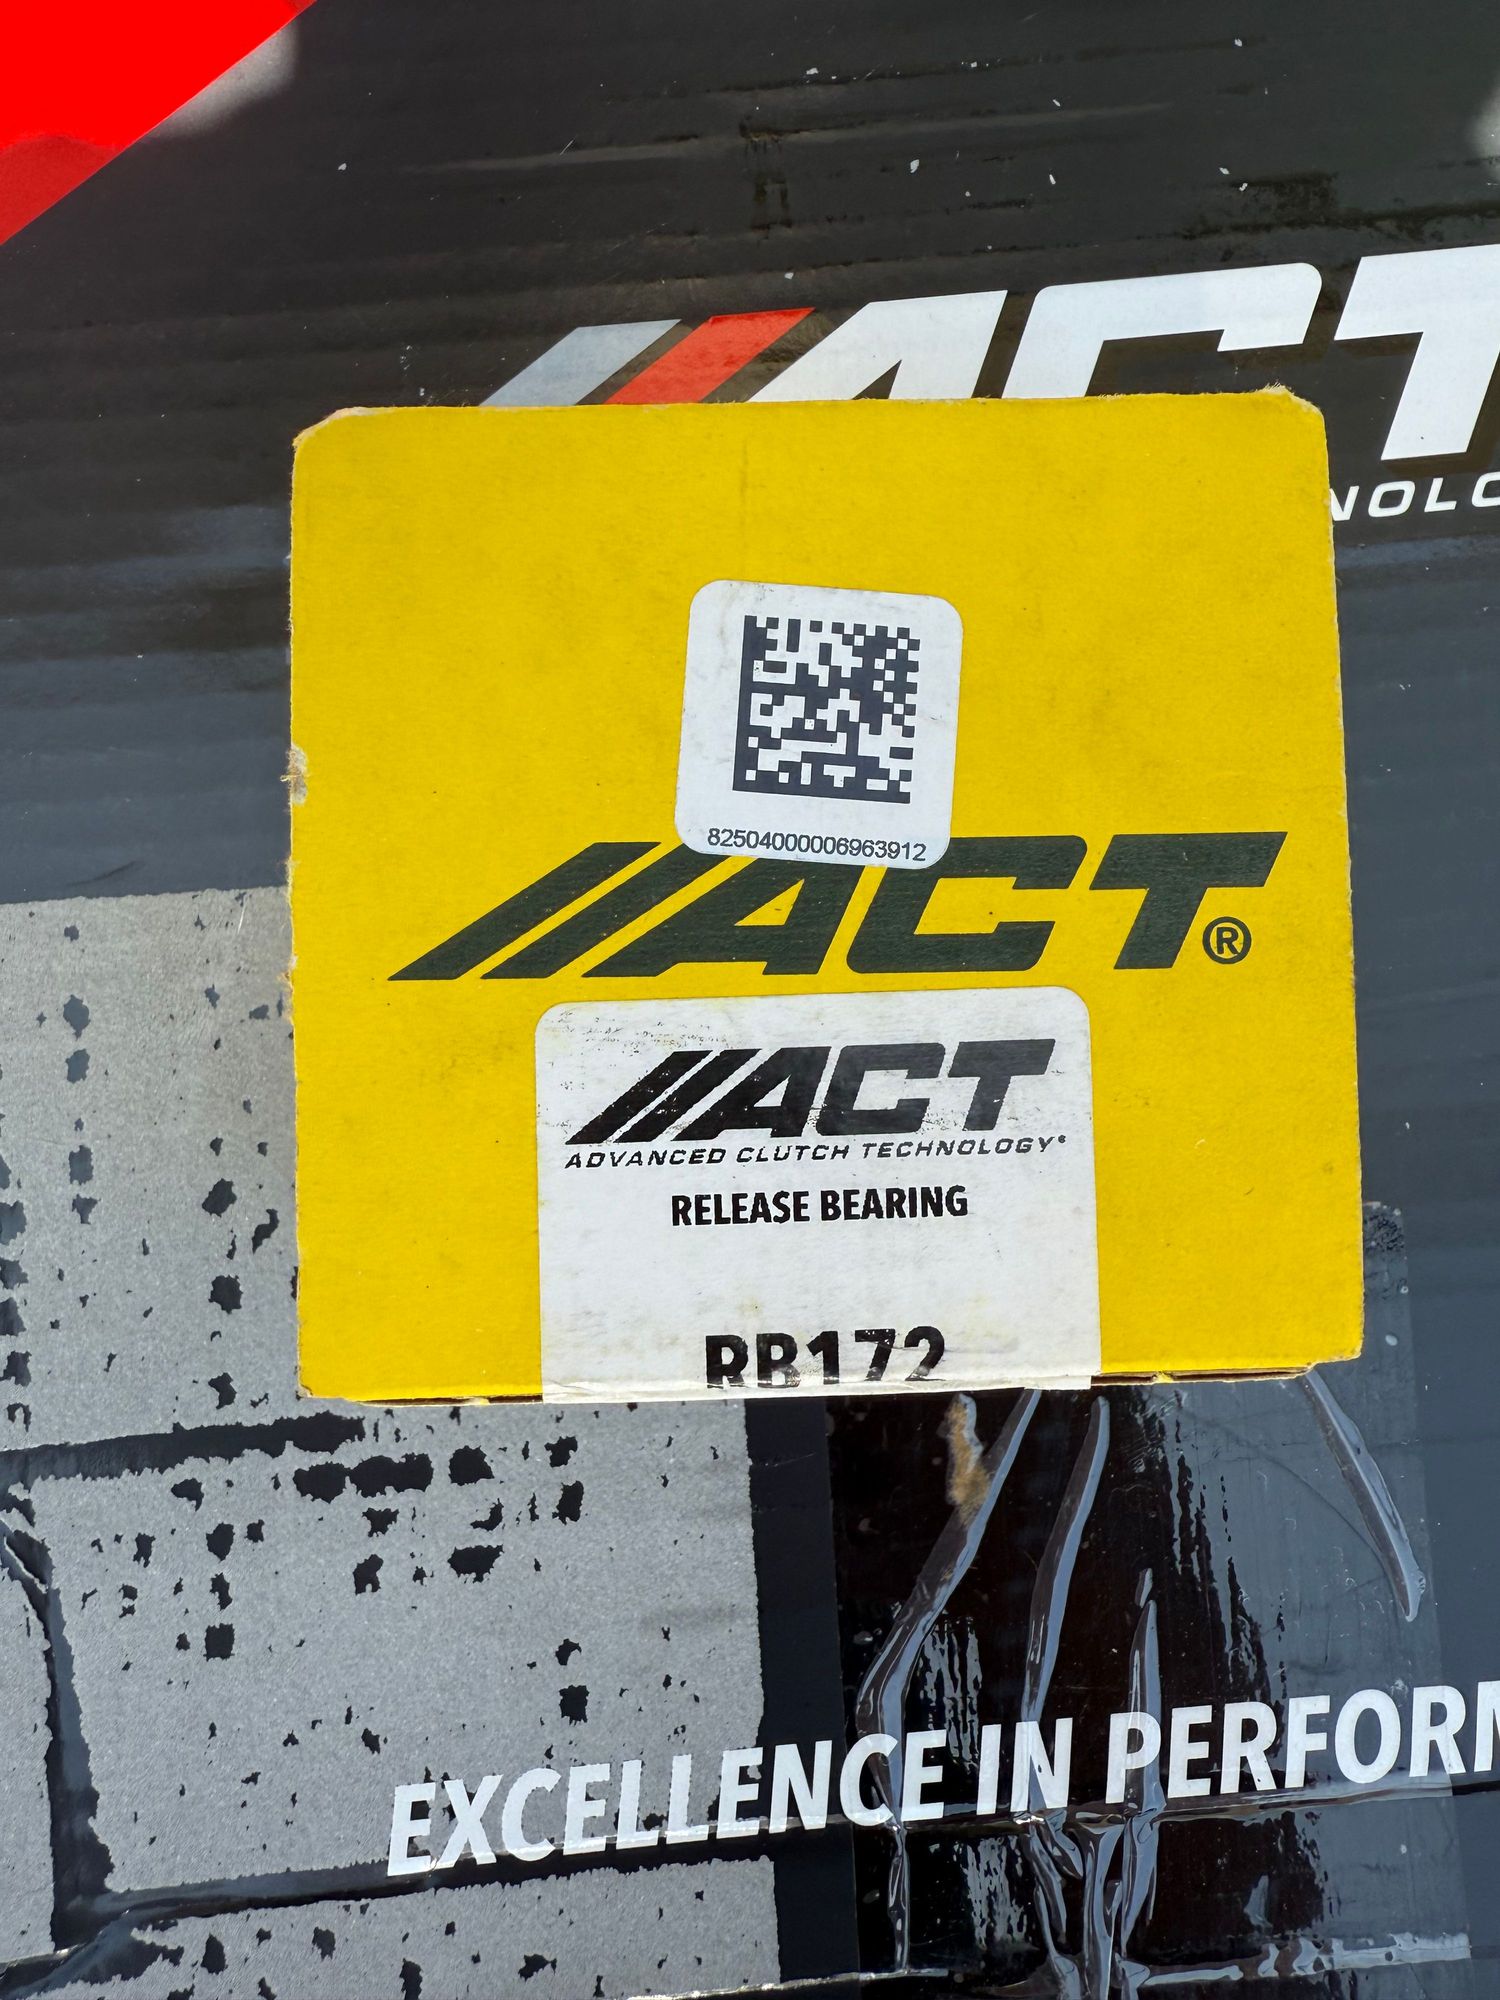 ACT
NOLO
82504000006963912
ACT®
ACT
ADVANCED CLUTCH TECHNOLOGY®
RELEASE BEARING
RB172
EXCELLENCE IN PERFORM